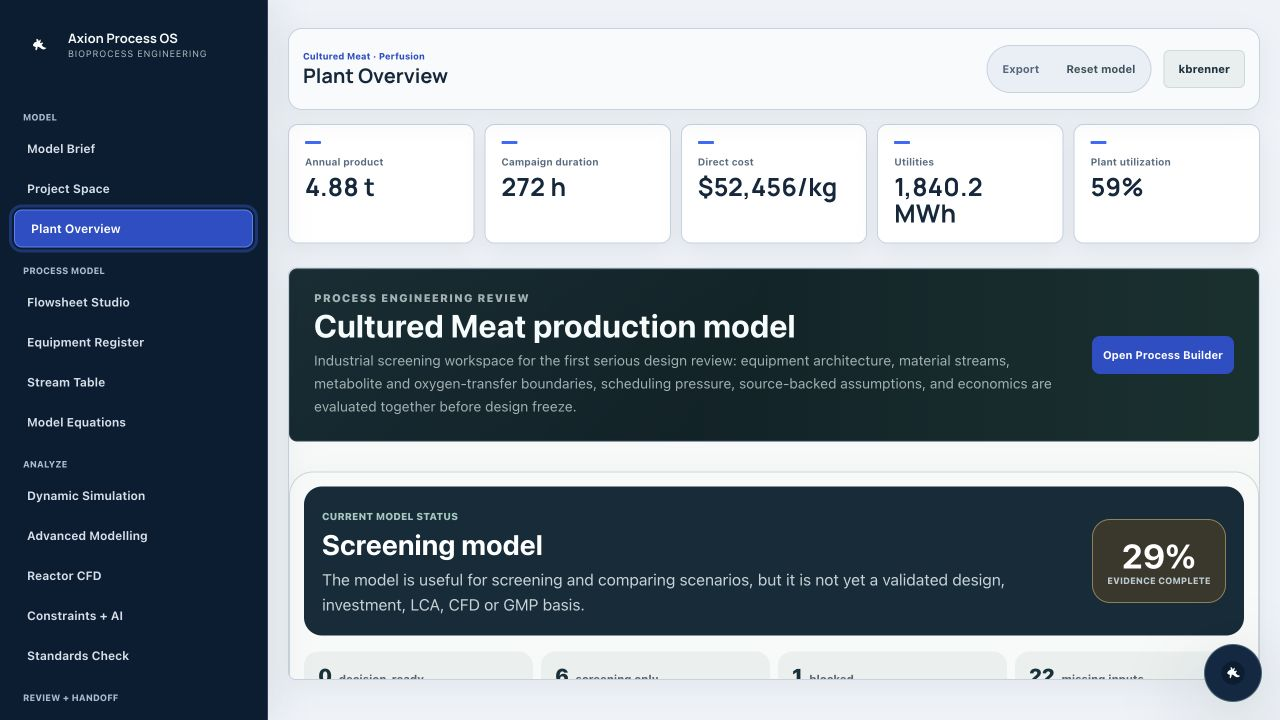 Axion Process OS
BIOPROCESS ENGINEERING
MODEL
Model Brief
Project Space
Plant Overview
PROCESS MODEL
Flowsheet Studio
Equipment Register
Stream Table
Model Equations
ANALYZE
Dynamic Simulation
Advanced Modelling
Reactor CFD
Constraints + AI
Standards Check
REVIEW + HANDOFF
Cultured Meat · Perfusion
Plant Overview
Export
Reset model
kbrenner
Annual product
4.88 t
Campaign duration
272 h
Direct cost
$52,456/kg
Utilities
1,840.2
MWh
Plant utilization
59%
PROCESS ENGINEERING REVIEW
Cultured Meat production model
Industrial screening workspace for the first serious design review: equipment architecture, material streams,
metabolite and oxygen-transfer boundaries, scheduling pressure, source-backed assumptions, and economics are
evaluated together before design freeze.
Open Process Builder
CURRENT MODEL STATUS
Screening model
The model is useful for screening and comparing scenarios, but it is not yet a validated design,
investment, LCA, CFD or GMP basis.
29%
EVIDENCE COMPLETE
0 decision-ready
6 screening only
1 blocked
22 missing inputs